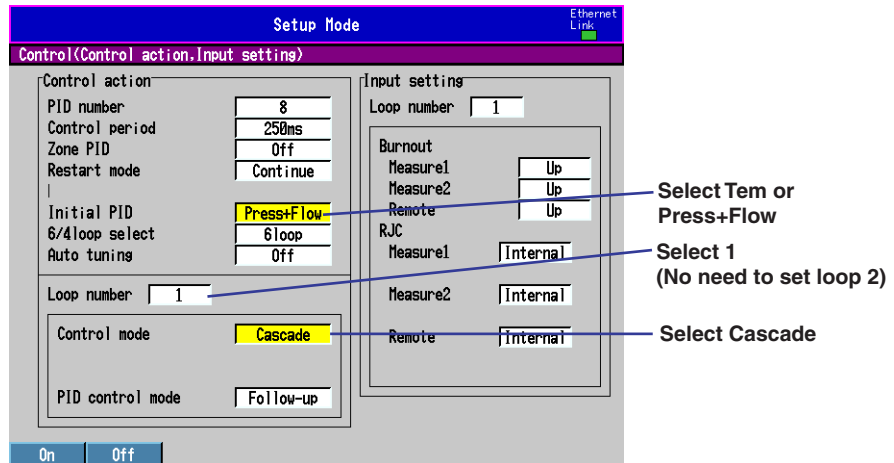 Setup Mode
Ethernet
Link
Control(Control action,Input setting)
Control action
PID number 8
Control period 250ms
Zone PID Off
Restart mode Continue
Initial PID Press+Flow
6/4loop select 6loop
Auto tuning Off
Loop number 1
Control mode Cascade
PID control mode Follow-up
Input setting
Loop number 1
Burnout
Measure1 Up
Measure2 Up
Remote Up
RJC
Measure1 Internal
Measure2 Internal
Remote Internal
Select Tem or
Press+Flow
Select 1
(No need to set loop 2)
Select Cascade
On Off